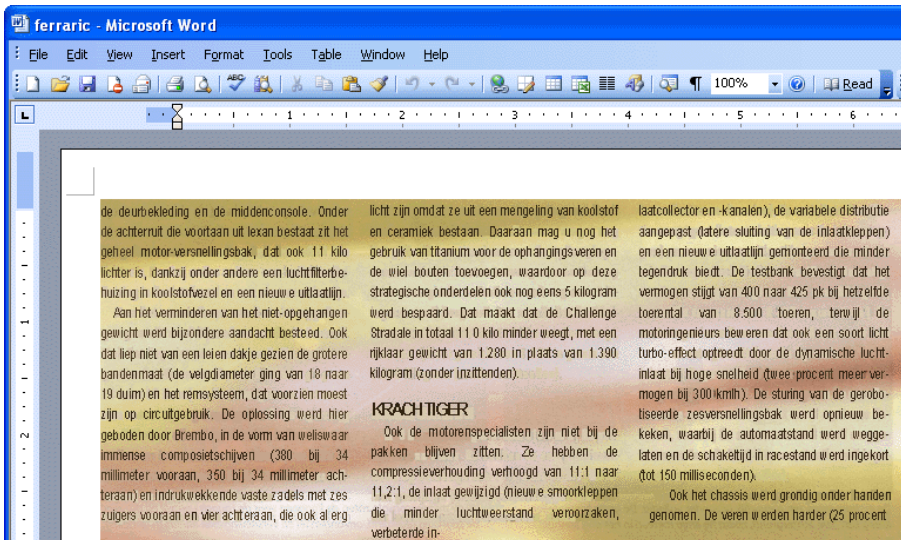 ferraric - Microsoft Word
File Edit View Insert Format Tools Table Window Help
100% Read
1 2 3 4 5 6
de deurbekleding en de middenconsole. Onder
de achterruit die voortaan uit lexan bestaat zit het
geheel motor-versnellingsbak, dat ook 11 kilo
lichter is, dankzij onder andere een luchtfilterbe-
huizing in koolstofvezel en een nieuwe uitlaatlijn.
Aan het verminderen van het niet-opgehangen
gewicht werd bijzondere aandacht besteed. Ook
dat liep niet van een leien dakje gezien de grotere
bandenmaat (de velgdiameter ging van 18 naar
19 duim) en het remsysteem, dat voorzien moest
zijn op circuitgebruik. De oplossing werd hier
geboden door Brembo, in de vorm van weliswaar
immense composietschijven (380 bij 34
millimeter vooraan, 350 bij 34 millimeter ach-
teraan) en indrukwekkende vaste zadels met zes
zuigers vooraan en vier achteraan, die ook al erg
licht zijn omdat ze uit een mengeling van koolstof
en ceramiek bestaan. Daaraan mag u nog het
gebruik van titanium voor de ophangings veren en
de wiel bouten toevoegen, waardoor op deze
strategische onderdelen ook nog eens 5 kilogram
werd bespaard. Dat maakt dat de Challenge
Stradale in totaal 110 kilo minder weegt, met een
rijklaar gewicht van 1.280 in plaats van 1.390
kilogram (zonder inzittenden).
KRACHTIGER
Ook de motorenspecialisten zijn niet bij de
pakken blijven zitten. Ze hebben de
compressieverhouding verhoogd van 11:1 naar
11,2:1, de inlaat gewijzigd (nieuwe smoorkleppen
die minder luchtweerstand veroorzaken,
verbeterde in-
laatcollector en -kanalen), de variabele distributie
aangepast (latere sluiting van de inlaatkleppen)
en een nieuwe uitlaatlijn gemonteerd die minder
tegendruk biedt. De testbank bevestigt dat het
vermogen stijgt van 400 naar 425 pk bij hetzelfde
toerental van 8.500 toeren, terwijl de
motoringenieurs beweren dat ook een soort licht
turbo-effect optreedt door de dynamische lucht-
inlaat bij hoge snelheid (twee procent meer ver-
mogen bij 300 kmlh). De sturing van de gerobo-
tiseerde zesversnellingsbak werd opnieuw be-
keken, waarbij de automaatstand werd wegge-
laten en de schakeltijd in racestand werd ingekort
(tot 150 milliseconden).
Ook het chassis werd grondig onder handen
genomen. De veren werden harder (25 procent